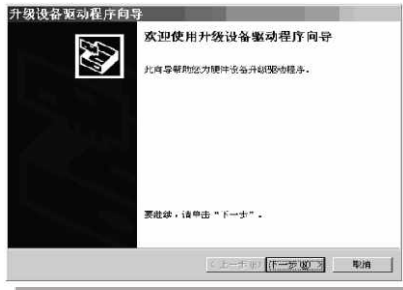 升级设备驱动程序向导
欢迎使用升级设备驱动程序向导
此向导帮助您为硬件设备升级驱动程序。
要继续，请单击“下一步”。
< 上一步(B)
下一步(N) >
取消